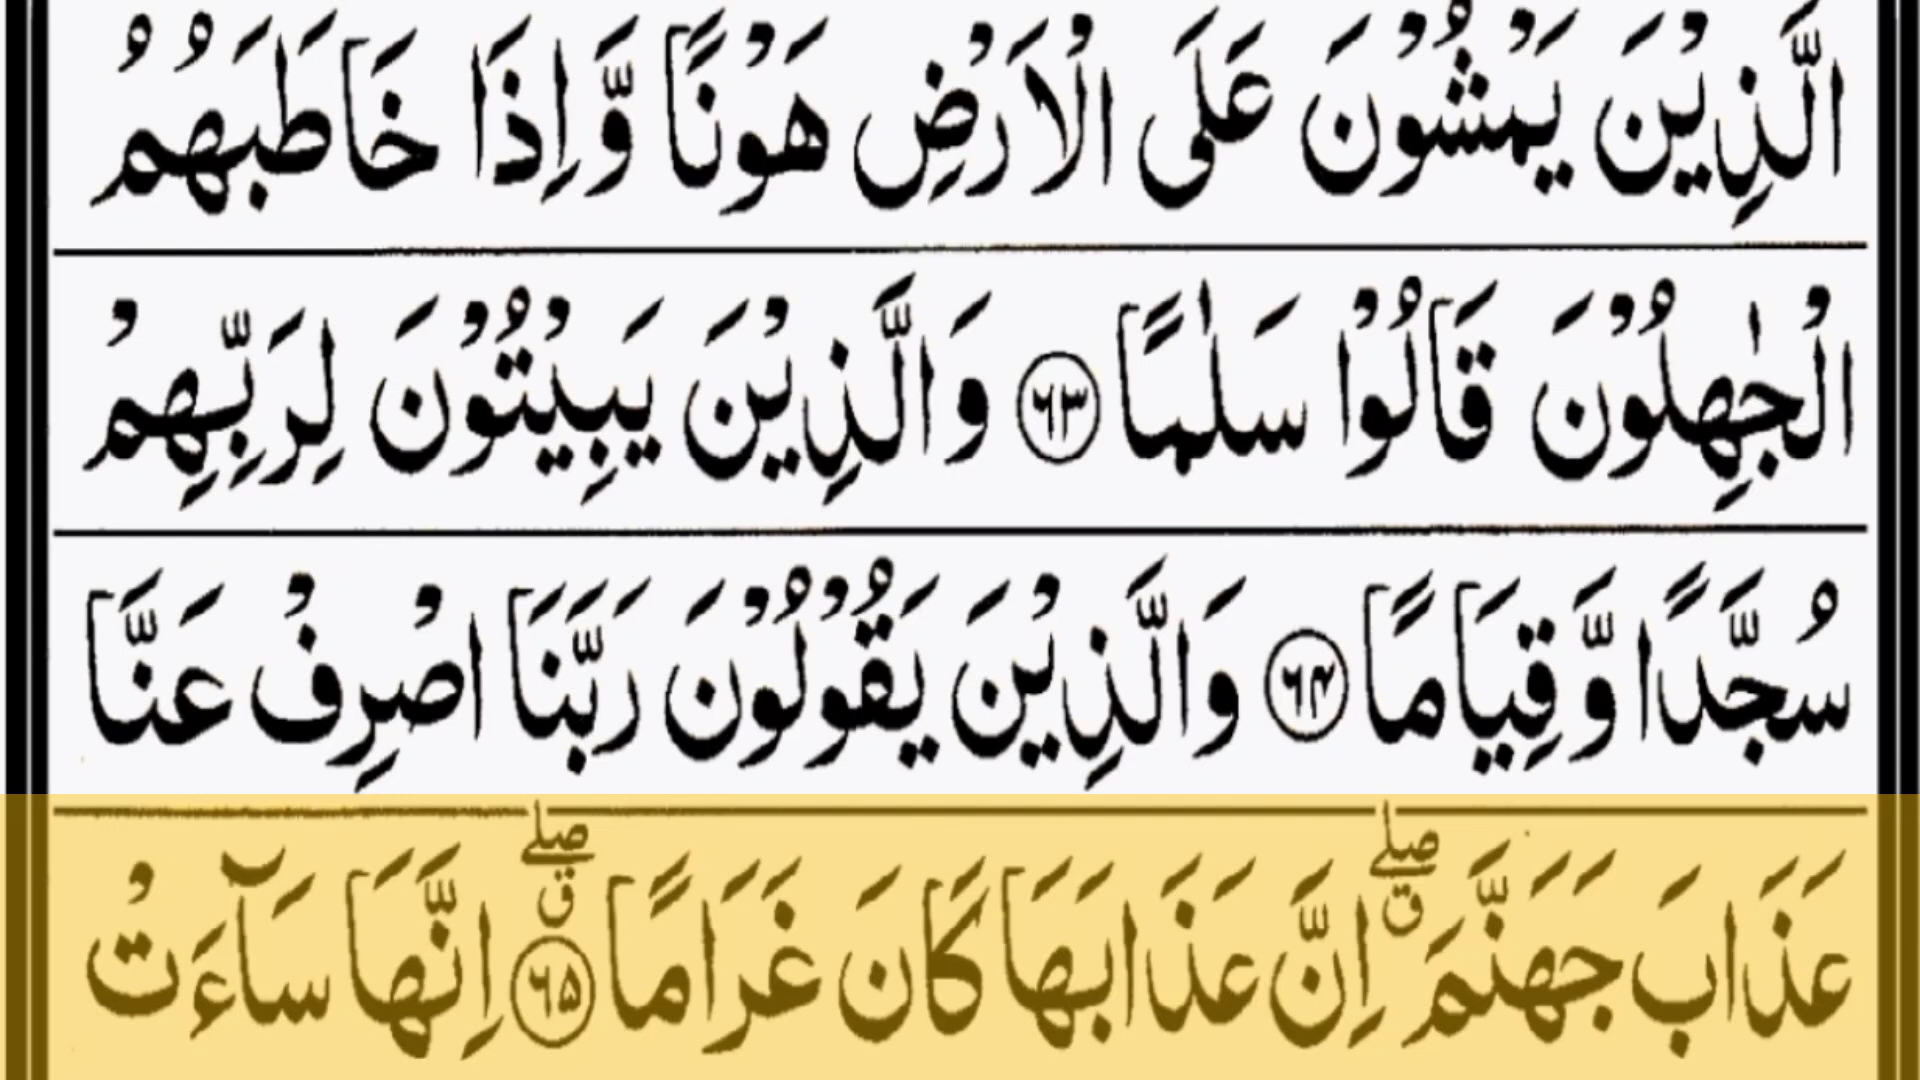 الَّذِيْنَ يَمْشُوْنَ عَلَى الْاَرْضِ هَوْنًا وَّاِذَا خَاطَبَهُمُ
الْجٰهِلُوْنَ قَالُوْا سَلٰمًا ۝٦٣ وَالَّذِيْنَ يَبِيْتُوْنَ لِرَبِّهِمْ
سُجَّدًا وَّقِيَامًا ۝٦٤ وَالَّذِيْنَ يَقُوْلُوْنَ رَبَّنَا اصْرِفْ عَنَّا
عَذَابَ جَهَنَّمَ ۖق اِنَّ عَذَابَهَا كَانَ غَرَامًا ۝٦٥ ۖق اِنَّهَا سَآءَتْ